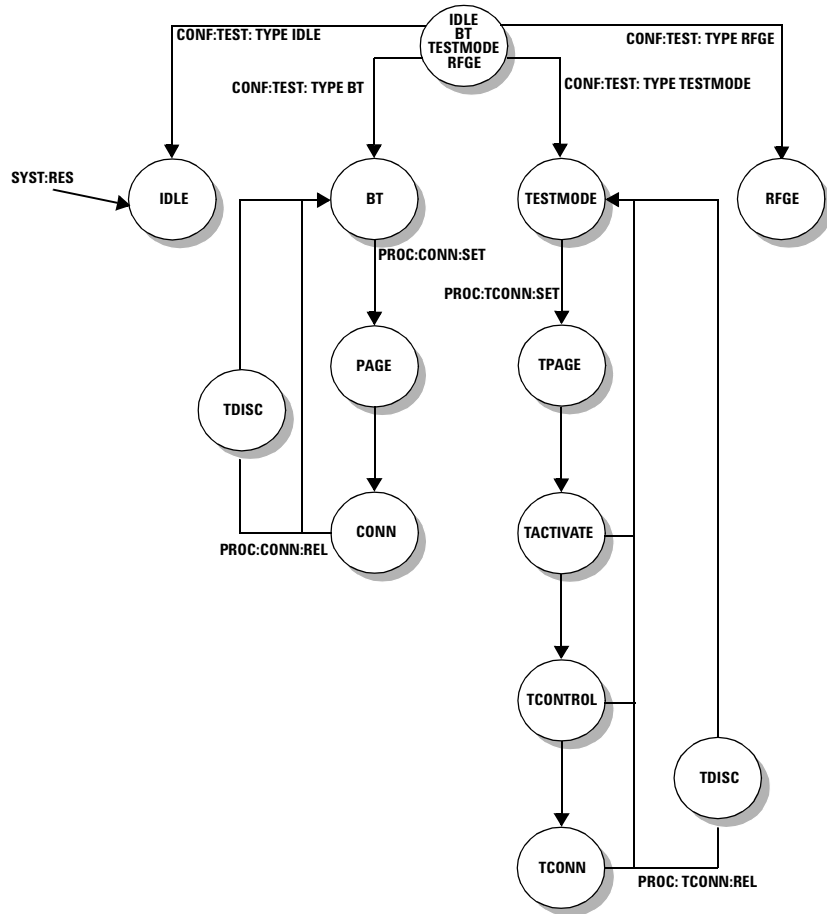 IDLE
BT
TESTMODE
RFGE
CONF:TEST: TYPE IDLE
CONF:TEST: TYPE RFGE
CONF:TEST: TYPE BT
CONF:TEST: TYPE TESTMODE
SYST:RES
IDLE
BT
TESTMODE
RFGE
PROC:CONN:SET
PROC:TCONN:SET
PAGE
TPAGE
TDISC
CONN
TACTIVATE
PROC:CONN:REL
TCONTROL
TDISC
TCONN
PROC: TCONN:REL